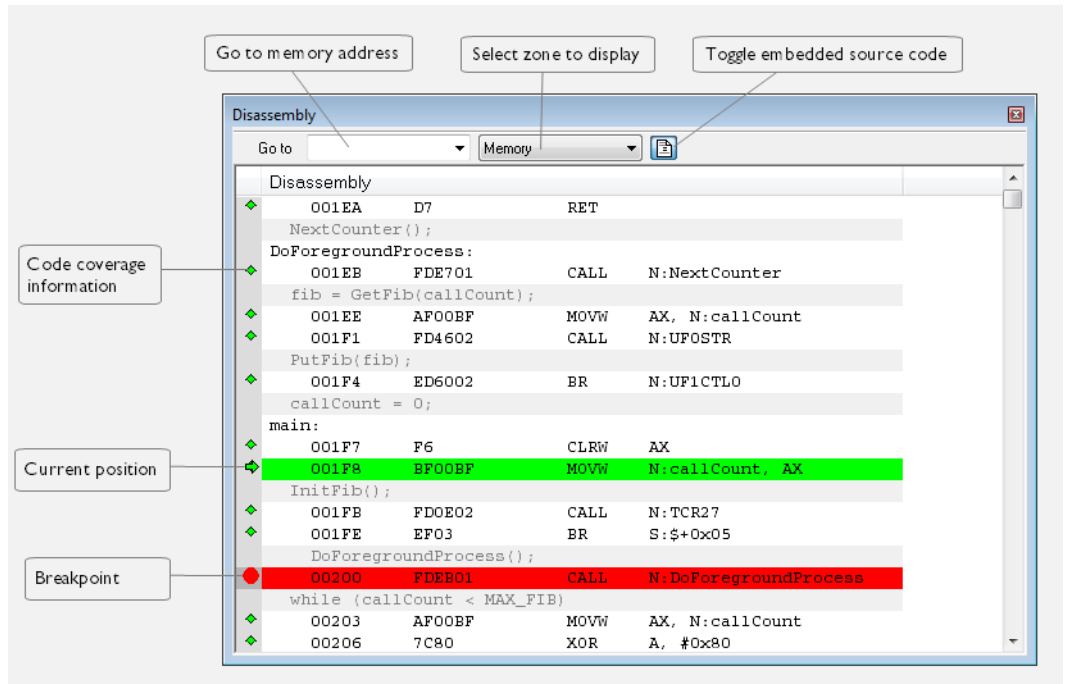 Go to memory address
Select zone to display
Toggle embedded source code
Disassembly
Go to
Memory
Disassembly
001EA D7 RET
NextCounter();
DoForegroundProcess:
Code coverage information
001EB FDE701 CALL N:NextCounter
fib = GetFib(callCount);
001EE AF00BF MOVW AX, N:callCount
001F1 FD4602 CALL N:UF0STR
PutFib(fib);
001F4 ED6002 BR N:UF1CTL0
callCount = 0;
main:
001F7 F6 CLRW AX
Current position
001F8 BF00BF MOVW N:callCount, AX
InitFib();
001FB FD0E02 CALL N:TCR27
001FE EF03 BR S:$+0x05
DoForegroundProcess();
Breakpoint
00200 FDEB01 CALL N:DoForegroundProcess
while (callCount < MAX_FIB)
00203 AF00BF MOVW AX, N:callCount
00206 7C80 XOR A, #0x80